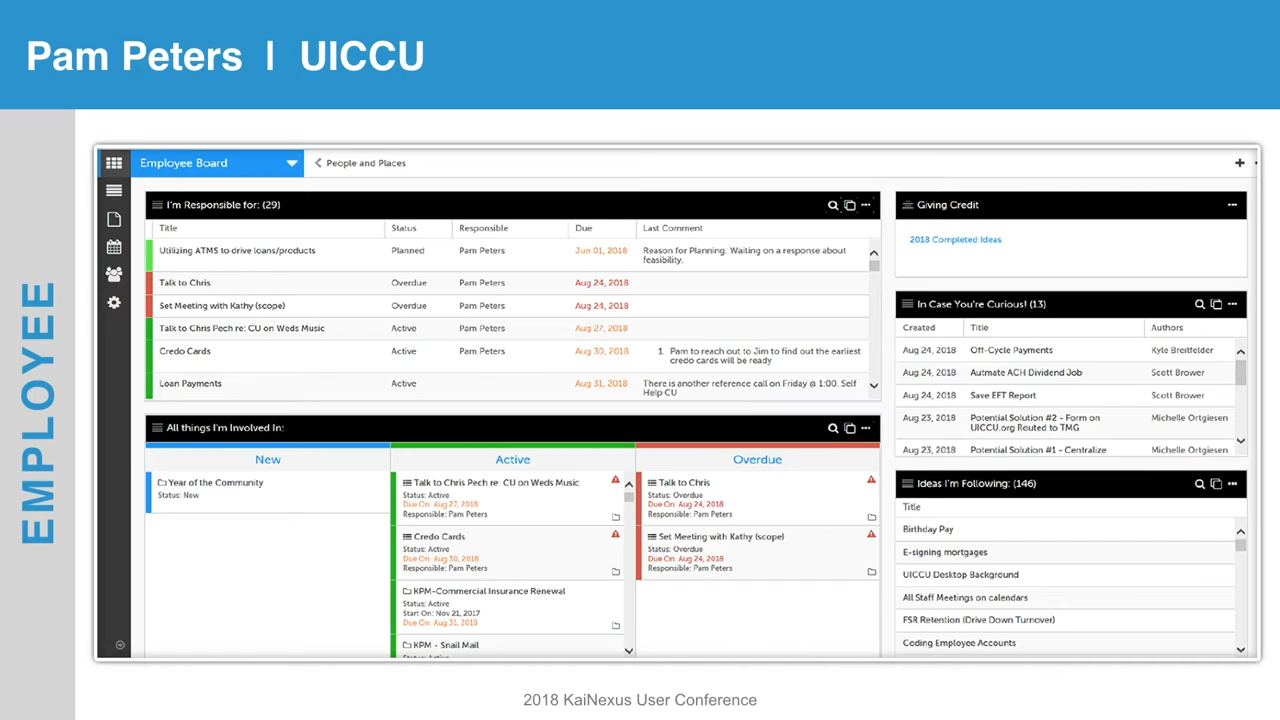 Pam Peters | UICCU
EMPLOYEE
Employee Board
People and Places
I'm Responsible for: (29)
Title Status Responsible Due Last Comment
Utilizing ATMS to drive loans/products Planned Pam Peters Jun 01, 2018 Reason for Planning: Waiting on a response about
feasibility.
Talk to Chris Overdue Pam Peters Aug 24, 2018
Set Meeting with Kathy (scope) Overdue Pam Peters Aug 24, 2018
Talk to Chris Pech re: CU on Weds Music Active Pam Peters Aug 27, 2018
Credo Cards Active Pam Peters Aug 30, 2018 1. Pam to reach out to Jim to find out the earliest
credo cards will be ready
Loan Payments Active Aug 31, 2018 There is another reference call on Friday @ 1:00. Self
Help CU
All things I'm Involved In:
New
Year of the Community
Status: New
Active
Talk to Chris Pech re: CU on Weds Music
Status: Active
Due On: Aug 27, 2018
Responsible: Pam Peters
Credo Cards
Status: Active
Due On: Aug 30, 2018
Responsible: Pam Peters
KPM-Commercial Insurance Renewal
Status: Active
Start On: Nov 21, 2017
Due On: Aug 31, 2018
KPM - Snail Mail
Status: Active
Overdue
Talk to Chris
Status: Overdue
Due On: Aug 24, 2018
Responsible: Pam Peters
Set Meeting with Kathy (scope)
Status: Overdue
Due On: Aug 24, 2018
Responsible: Pam Peters
Giving Credit
2018 Completed Ideas
In Case You're Curious! (13)
Created Title Authors
Aug 24, 2018 Off-Cycle Payments Kyle Breitfelder
Aug 24, 2018 Autmate ACH Dividend Job Scott Brower
Aug 24, 2018 Save EFT Report Scott Brower
Aug 23, 2018 Potential Solution #2 - Form on Michelle Ortgiesen
UICCU.org Routed to TMG
Aug 23, 2018 Potential Solution #1 - Centralize Michelle Ortgiesen
Ideas I'm Following: (146)
Title
Birthday Pay
E-signing mortgages
UICCU Desktop Background
All Staff Meetings on calendars
FSR Retention (Drive Down Turnover)
Coding Employee Accounts
2018 KaiNexus User Conference